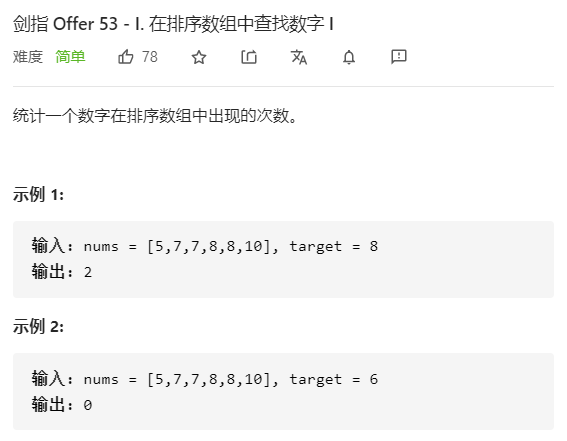 剑指 Offer 53 - I. 在排序数组中查找数字 I
难度 简单 78
统计一个数字在排序数组中出现的次数。
示例 1:
输入: nums = [5,7,7,8,8,10], target = 8
输出: 2
示例 2:
输入: nums = [5,7,7,8,8,10], target = 6
输出: 0